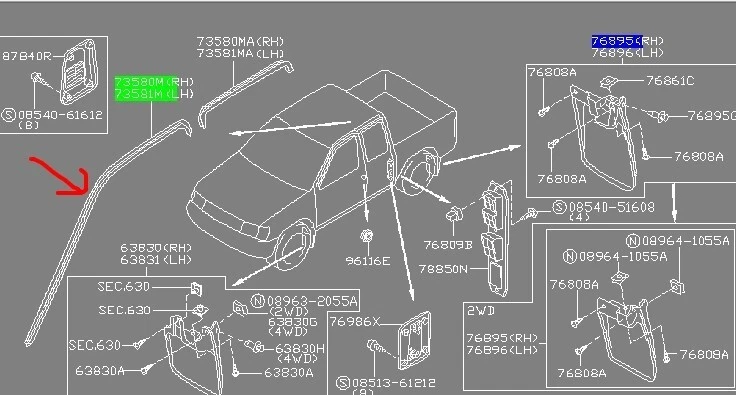 87840R
Ⓢ08540-61612
(8)
73580M(RH)
73581M(LH)
73580MA(RH)
73581MA(LH)
76895(RH)
76896(LH)
76808A
76861C
76895G
76808A
76808A
Ⓢ08540-51608
(4)
76809B
78850N
96116E
63830(RH)
63831(LH)
SEC.630
SEC.630
SEC.630
63830A
Ⓝ08963-2055A
(2WD)
63830G
(4WD)
63830H
(4WD)
63830A
76986X
Ⓢ08513-61212
(8)
2WD
76895(RH)
76896(LH)
Ⓝ08964-1055A
Ⓝ08964-1055A
76808A
76808A
76808A